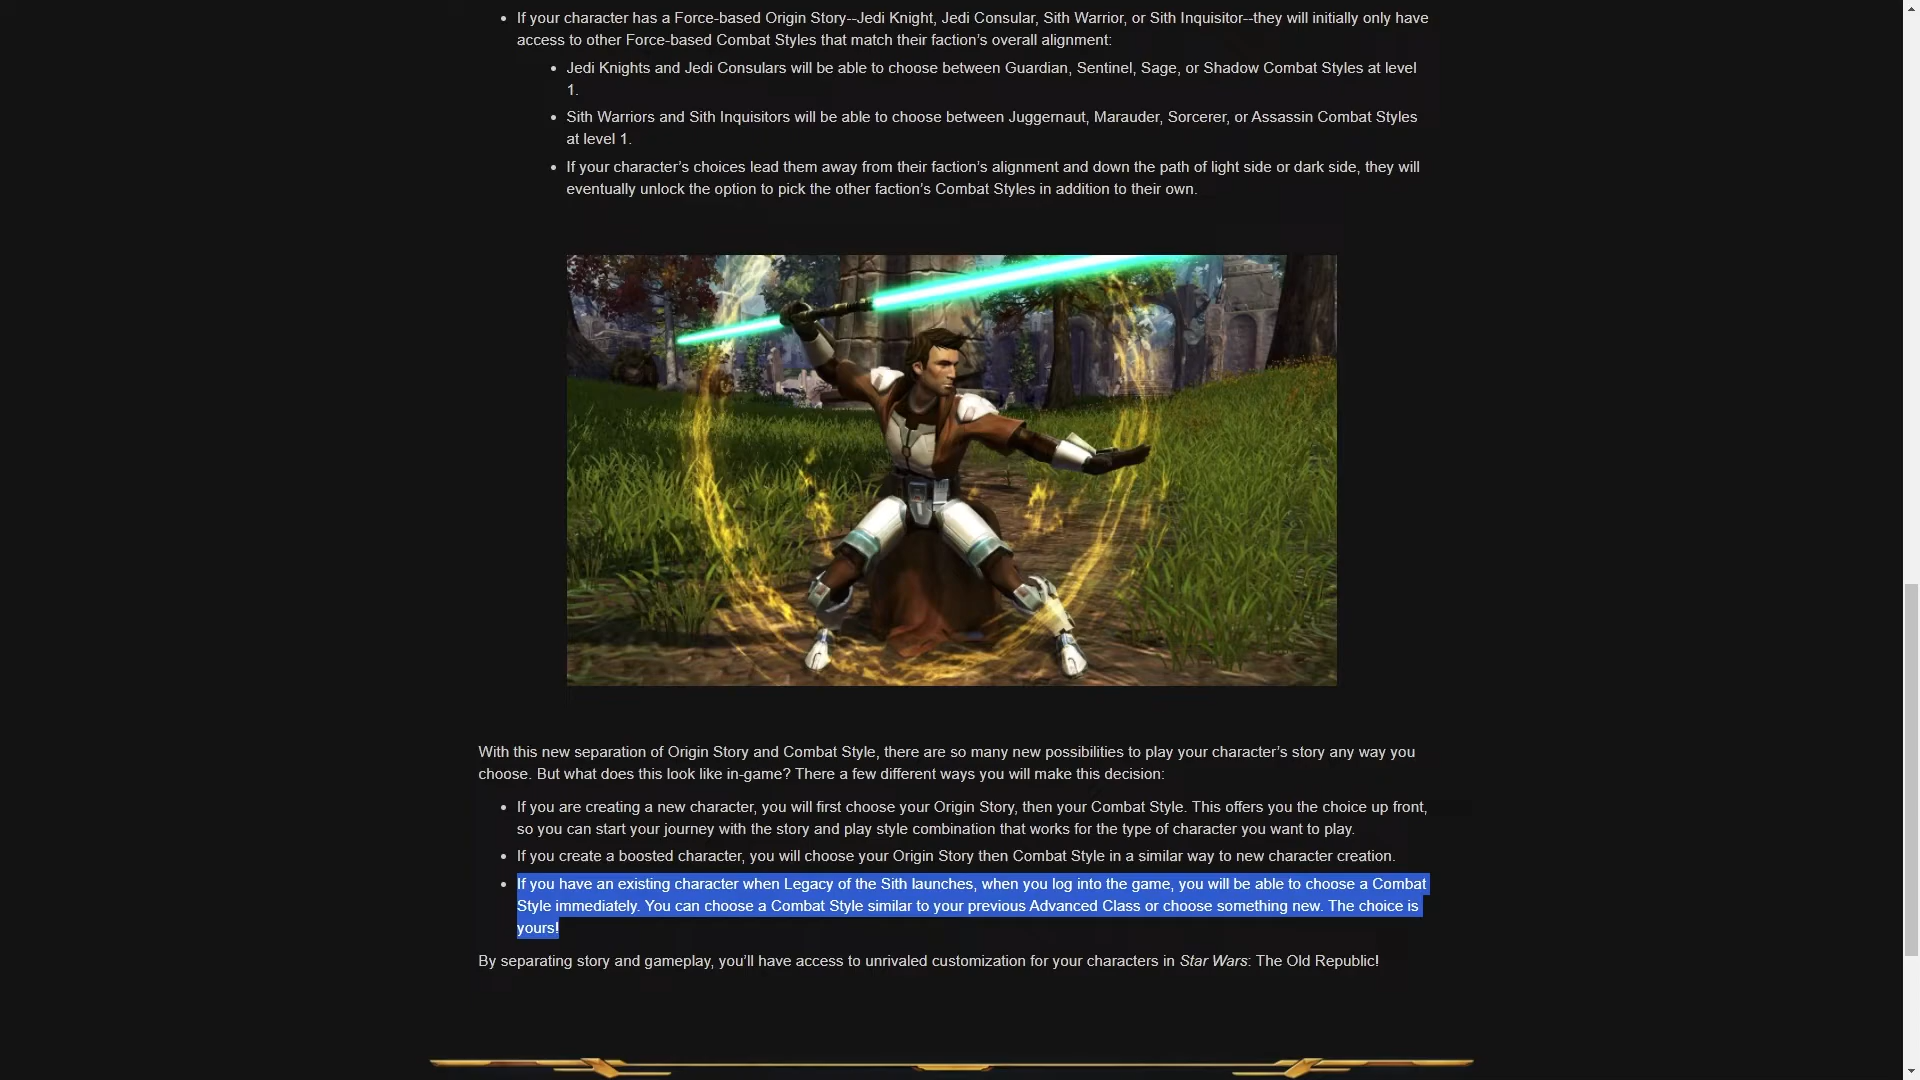 If your character has a Force-based Origin Story--Jedi Knight, Jedi Consular, Sith Warrior, or Sith Inquisitor--they will initially only have
access to other Force-based Combat Styles that match their faction’s overall alignment:
Jedi Knights and Jedi Consulars will be able to choose between Guardian, Sentinel, Sage, or Shadow Combat Styles at level
1.
Sith Warriors and Sith Inquisitors will be able to choose between Juggernaut, Marauder, Sorcerer, or Assassin Combat Styles
at level 1.
If your character’s choices lead them away from their faction’s alignment and down the path of light side or dark side, they will
eventually unlock the option to pick the other faction’s Combat Styles in addition to their own.
With this new separation of Origin Story and Combat Style, there are so many new possibilities to play your character’s story any way you
choose. But what does this look like in-game? There a few different ways you will make this decision:
If you are creating a new character, you will first choose your Origin Story, then your Combat Style. This offers you the choice up front,
so you can start your journey with the story and play style combination that works for the type of character you want to play.
If you create a boosted character, you will choose your Origin Story then Combat Style in a similar way to new character creation.
If you have an existing character when Legacy of the Sith launches, when you log into the game, you will be able to choose a Combat
Style immediately. You can choose a Combat Style similar to your previous Advanced Class or choose something new. The choice is
yours!
By separating story and gameplay, you’ll have access to unrivaled customization for your characters in Star Wars: The Old Republic!